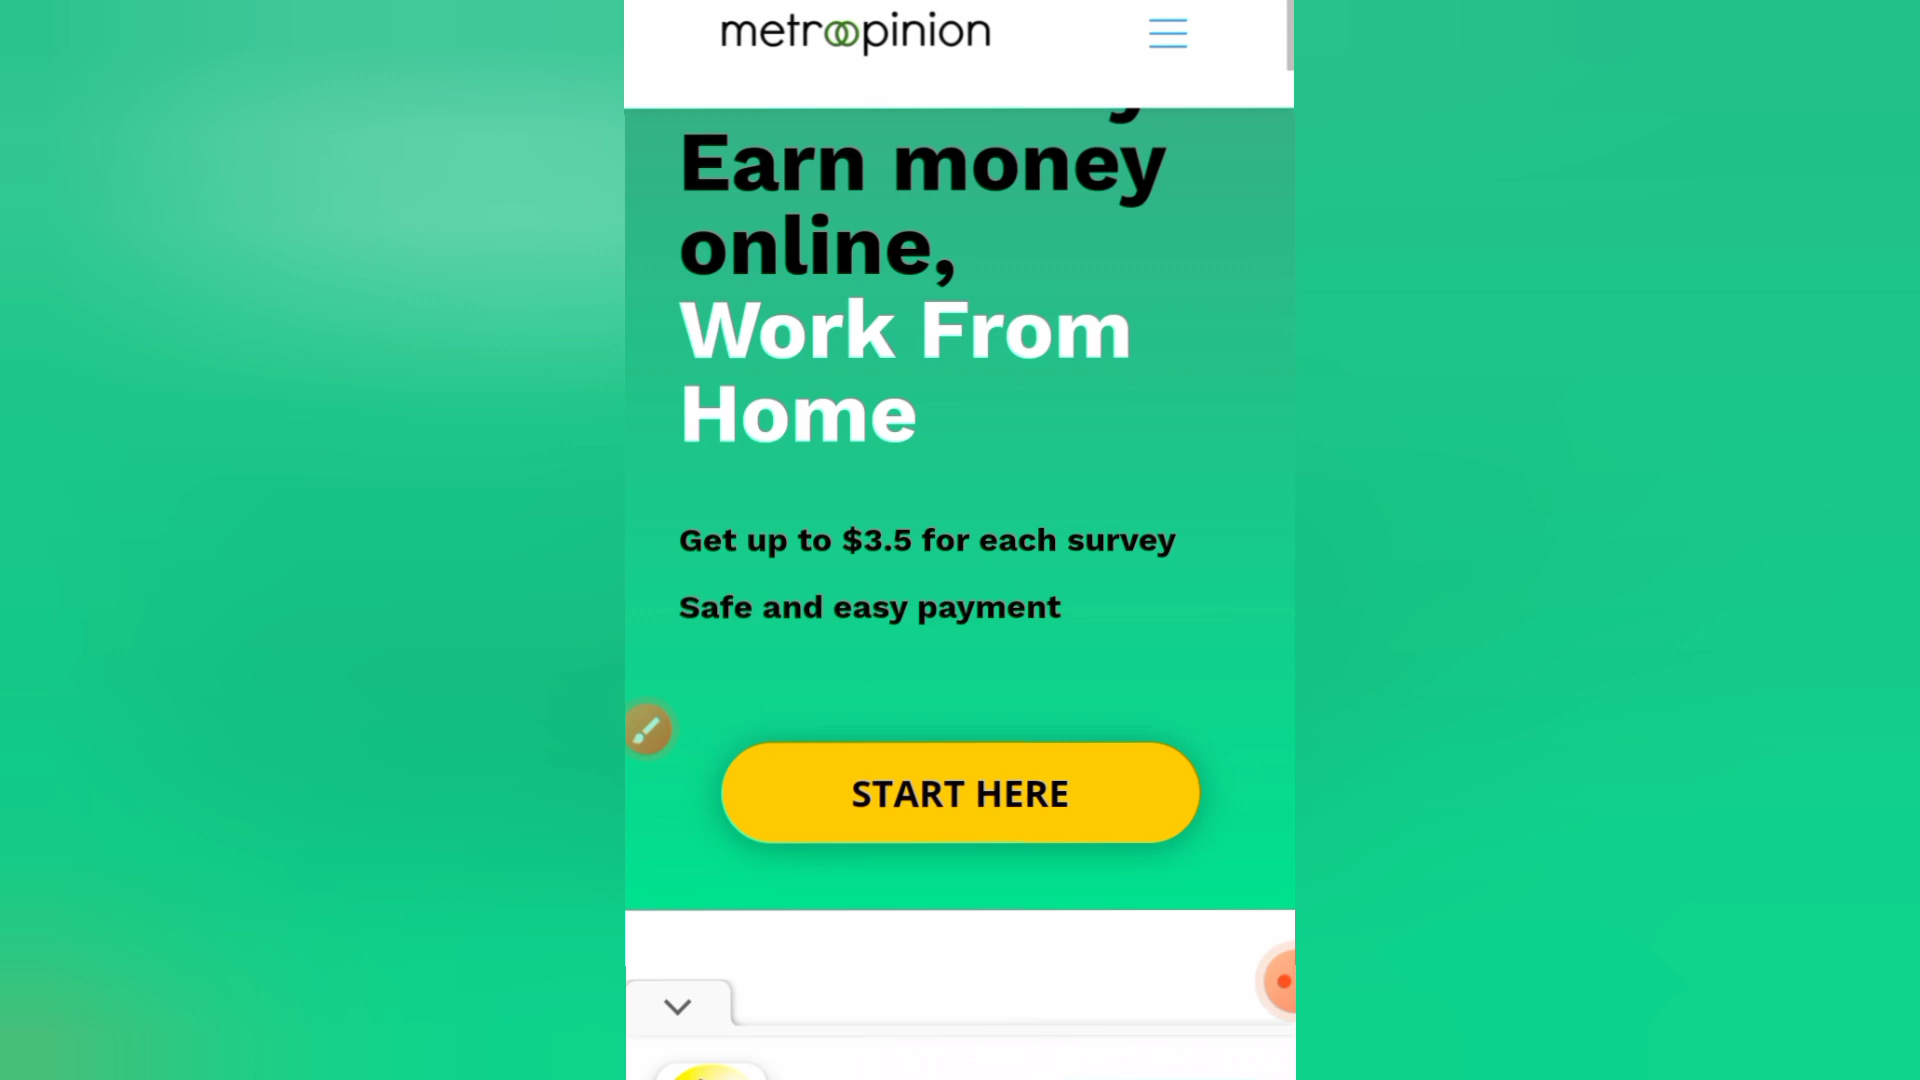 metroopinion
Earn money
online,
Work From
Home
Get up to $3.5 for each survey
Safe and easy payment
START HERE